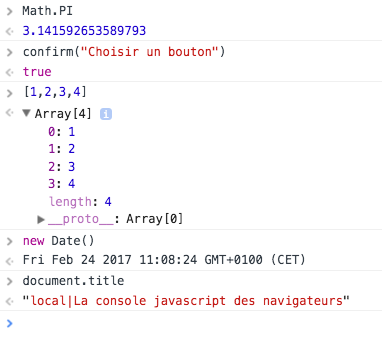 Math.PI
3.141592653589793
confirm("Choisir un bouton")
true
[1,2,3,4]
Array[4] i
0: 1
1: 2
2: 3
3: 4
length: 4
__proto__: Array[0]
new Date()
Fri Feb 24 2017 11:08:24 GMT+0100 (CET)
document.title
"local|La console javascript des navigateurs"